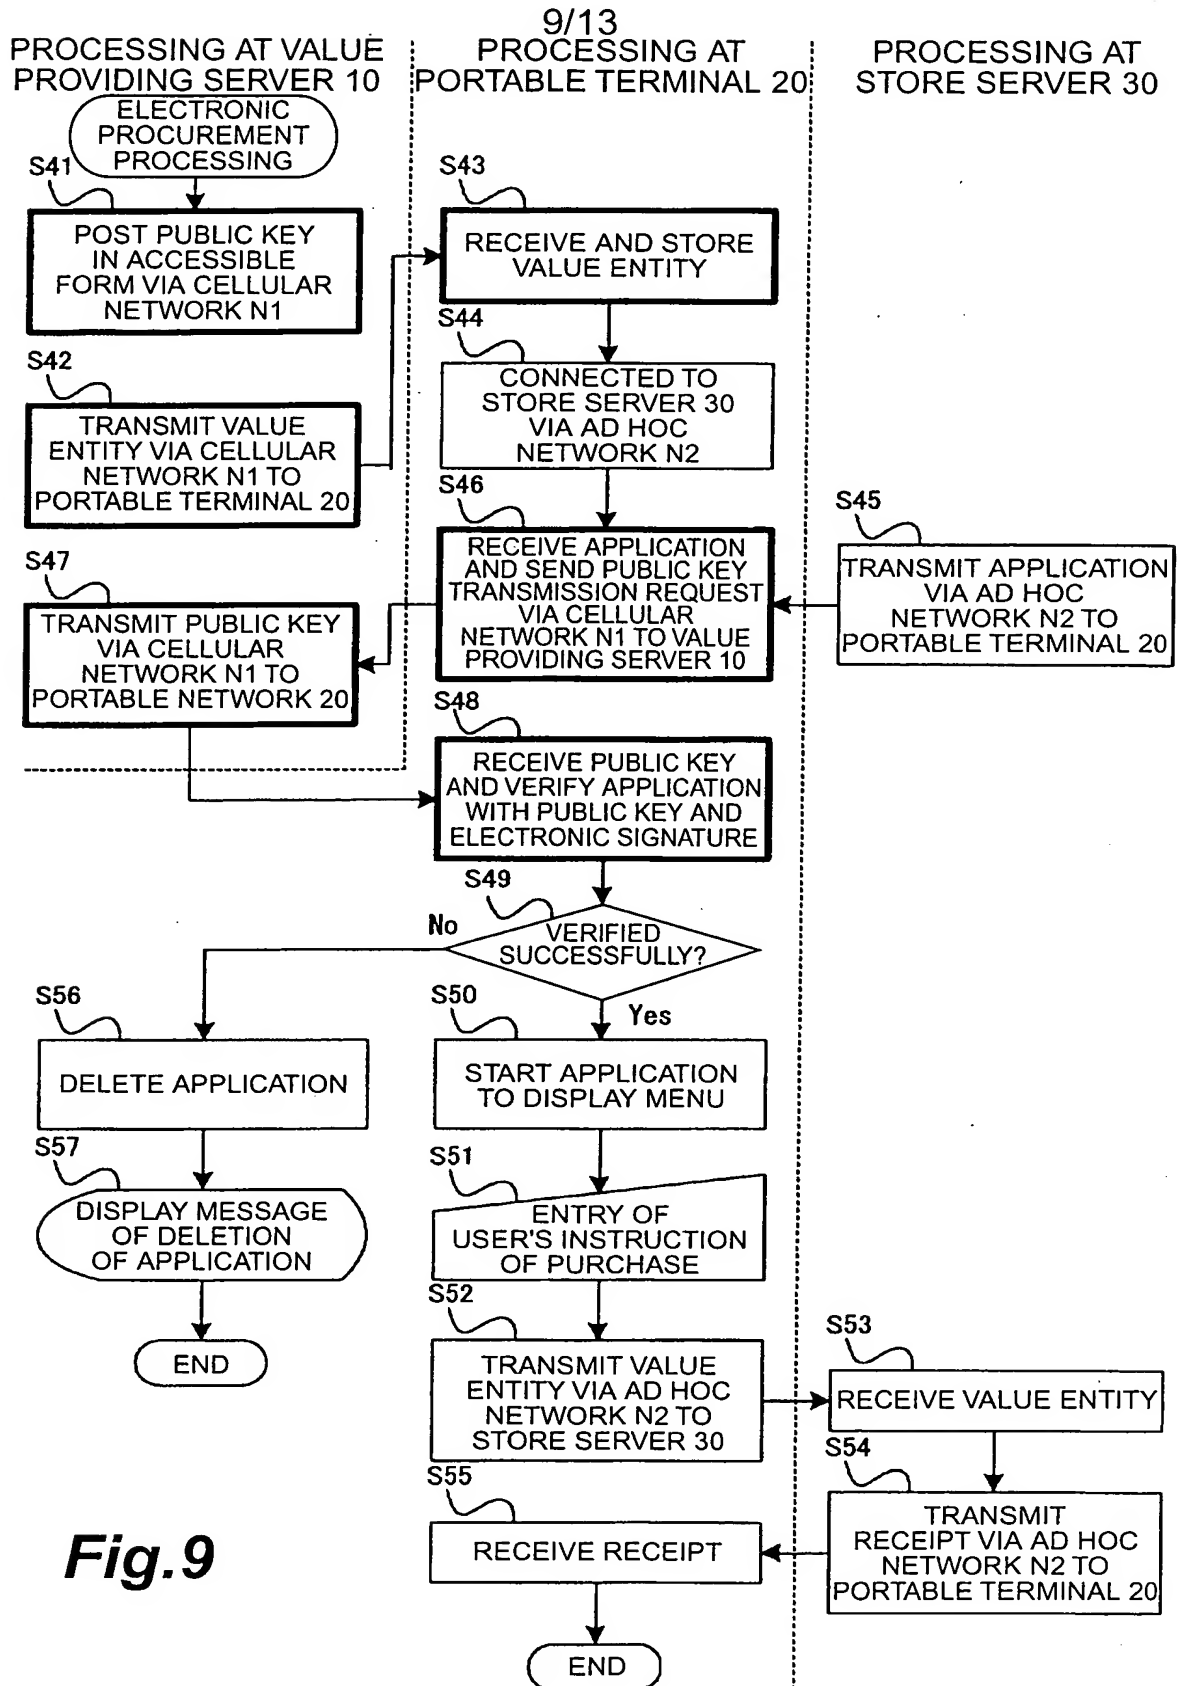 9/13
PROCESSING AT VALUE
PROVIDING SERVER 10
PROCESSING AT
PORTABLE TERMINAL 20
PROCESSING AT
STORE SERVER 30
ELECTRONIC
PROCUREMENT
PROCESSING
S41
POST PUBLIC KEY
IN ACCESSIBLE
FORM VIA CELLULAR
NETWORK N1
S42
TRANSMIT VALUE
ENTITY VIA CELLULAR
NETWORK N1 TO
PORTABLE TERMINAL 20
S43
RECEIVE AND STORE
VALUE ENTITY
S44
CONNECTED TO
STORE SERVER 30
VIA AD HOC
NETWORK N2
S45
TRANSMIT APPLICATION
VIA AD HOC
NETWORK N2 TO
PORTABLE TERMINAL 20
S46
RECEIVE APPLICATION
AND SEND PUBLIC KEY
TRANSMISSION REQUEST
VIA CELLULAR
NETWORK N1 TO VALUE
PROVIDING SERVER 10
S47
TRANSMIT PUBLIC KEY
VIA CELLULAR
NETWORK N1 TO
PORTABLE NETWORK 20
S48
RECEIVE PUBLIC KEY
AND VERIFY APPLICATION
WITH PUBLIC KEY AND
ELECTRONIC SIGNATURE
S49
VERIFIED
SUCCESSFULLY?
No
Yes
S56
DELETE APPLICATION
S57
DISPLAY MESSAGE
OF DELETION
OF APPLICATION
END
S50
START APPLICATION
TO DISPLAY MENU
S51
ENTRY OF
USER'S INSTRUCTION
OF PURCHASE
S52
TRANSMIT VALUE
ENTITY VIA AD HOC
NETWORK N2 TO
STORE SERVER 30
S53
RECEIVE VALUE ENTITY
S54
TRANSMIT
RECEIPT VIA AD HOC
NETWORK N2 TO
PORTABLE TERMINAL 20
S55
RECEIVE RECEIPT
END
Fig.9